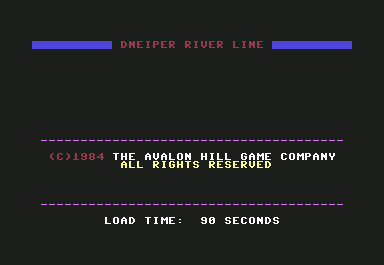 DNEIPER RIVER LINE
(C)1984 THE AVALON HILL GAME COMPANY
ALL RIGHTS RESERVED
LOAD TIME: 90 SECONDS